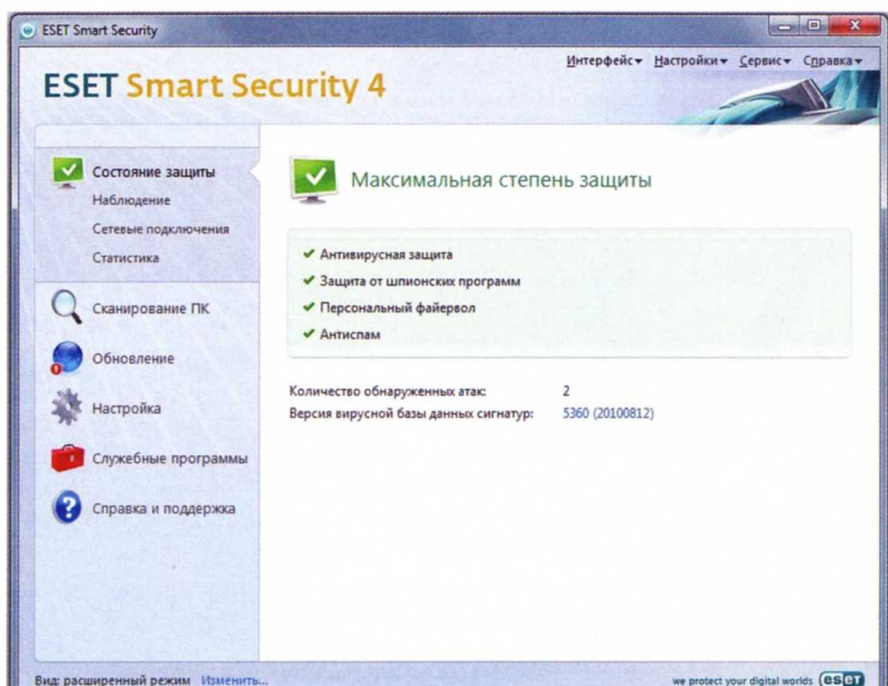 ESET Smart Security
Интерфейс Настройки Сервис Справка
ESET Smart Security 4
Состояние защиты
Наблюдение
Сетевые подключения
Статистика
Сканирование ПК
Обновление
Настройка
Служебные программы
Справка и поддержка
Максимальная степень защиты
Антивирусная защита
Защита от шпионских программ
Персональный файервол
Антиспам
Количество обнаруженных атак: 2
Версия вирусной базы данных сигнатур: 5360 (20100812)
Вид: расширенный режим Изменить...
we protect your digital worlds eset